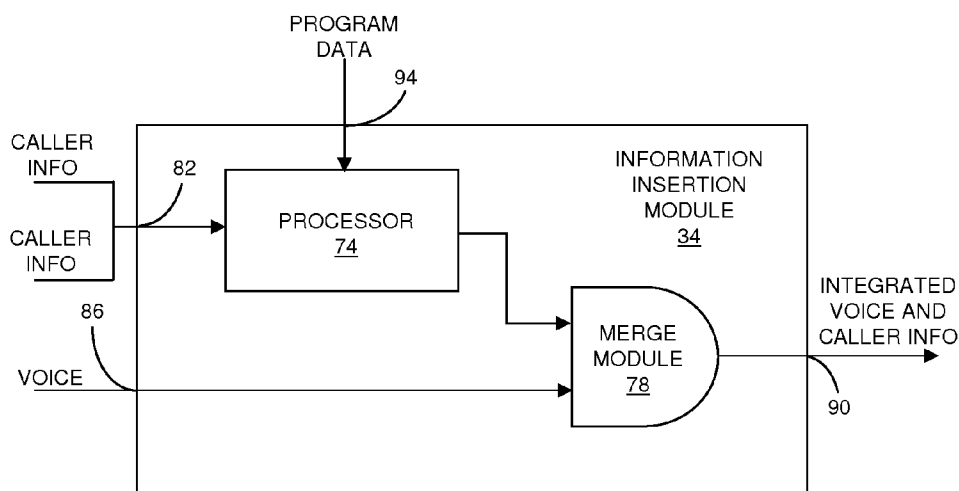 PROGRAM
DATA
94
CALLER
INFO
82
CALLER
INFO
PROCESSOR
74
INFORMATION
INSERTION
MODULE
34
86
VOICE
MERGE
MODULE
78
INTEGRATED
VOICE AND
CALLER INFO
90